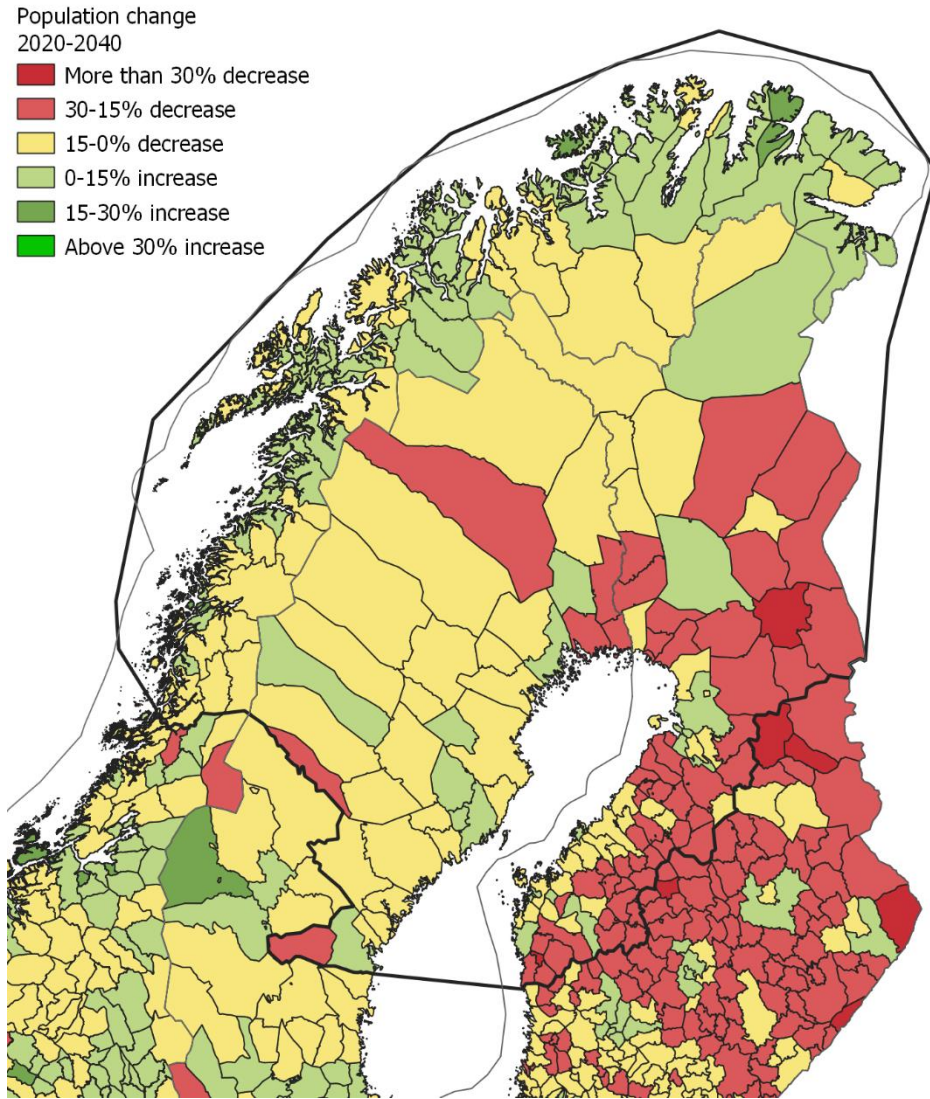 Population change
2020-2040
More than 30% decrease
30-15% decrease
15-0% decrease
0-15% increase
15-30% increase
Above 30% increase